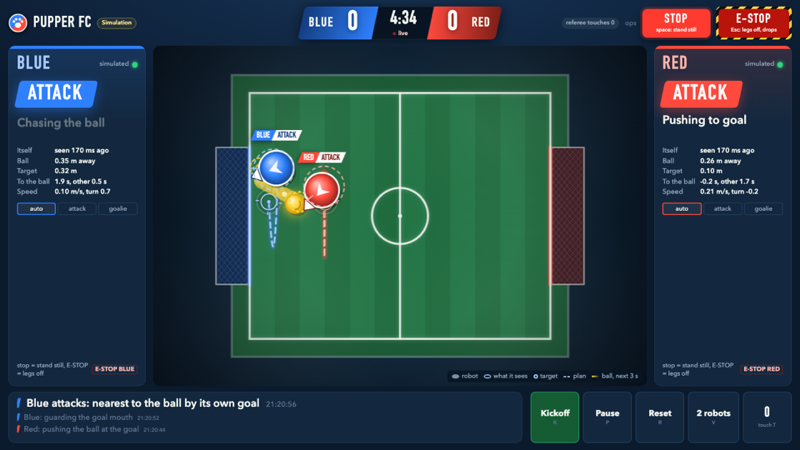 PUPPER FC Simulation
BLUE 0 4:34 0 RED
live
referee touches 0 ops
STOP
space: stand still
E-STOP
Esc: legs off, drops
BLUE simulated
ATTACK
Chasing the ball
Itself seen 170 ms ago
Ball 0.35 m away
Target 0.32 m
To the ball 1.9 s, other 0.5 s
Speed 0.10 m/s, turn 0.7
auto attack goalie
stop = stand still, E-STOP
= legs off
E-STOP BLUE
BLUE ATTACK
RED ATTACK
robot what it sees target plan ball, next 3 s
RED simulated
ATTACK
Pushing to goal
Itself seen 170 ms ago
Ball 0.26 m away
Target 0.10 m
To the ball -0.2 s, other 1.7 s
Speed 0.21 m/s, turn -0.2
auto attack goalie
stop = stand still, E-STOP
= legs off
E-STOP RED
Blue attacks: nearest to the ball by its own goal 21:20:56
Blue: guarding the goal mouth 21:20:52
Red: pushing the ball at the goal 21:20:44
Kickoff
Pause
P
Reset
R
2 robots
V
0
touch T